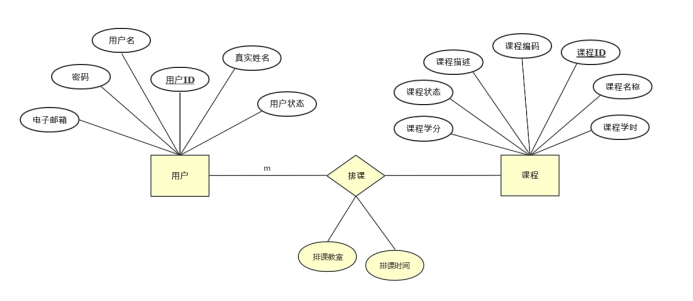 用户名
真实姓名
密码
用户ID
用户状态
电子邮箱
课程编码
课程ID
课程描述
课程名称
课程状态
课程学分
课程学时
用户
m
排课
课程
排课教室
排课时间